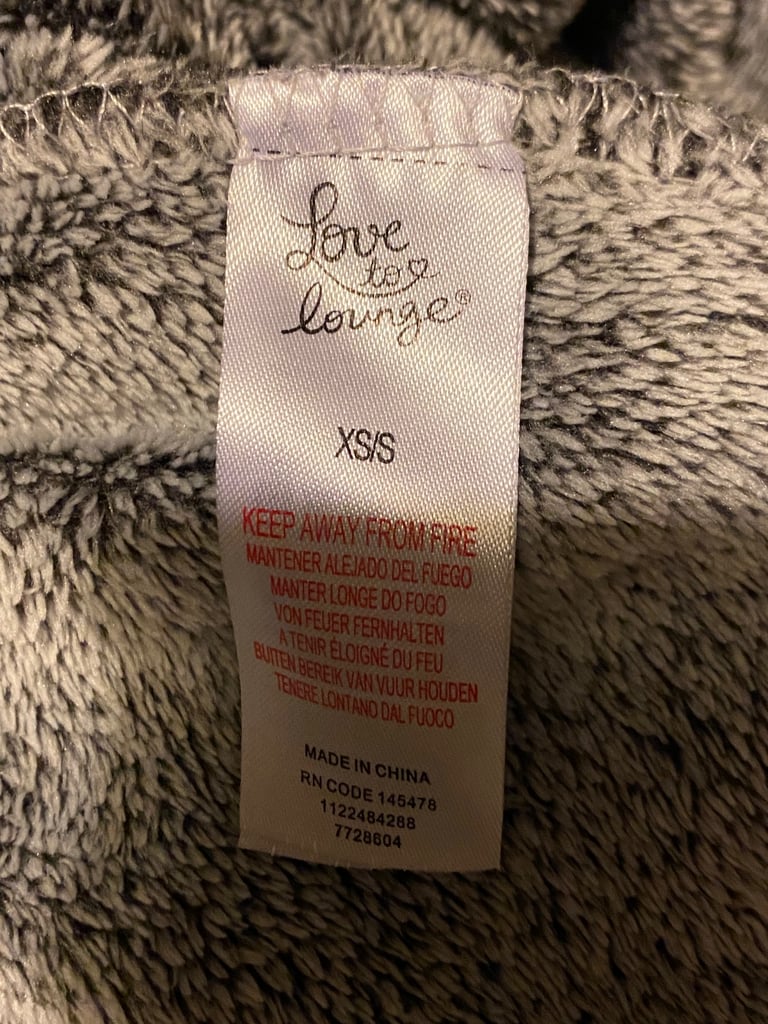 Love
to
lounge®
XS/S
KEEP AWAY FROM FIRE
MANTENER ALEJADO DEL FUEGO
MANTER LONGE DO FOGO
VON FEUER FERNHALTEN
A TENIR ÉLOIGNÉ DU FEU
BUITEN BEREIK VAN VUUR HOUDEN
TENERE LONTANO DAL FUOCO
MADE IN CHINA
RN CODE 145478
1122484288
7728604